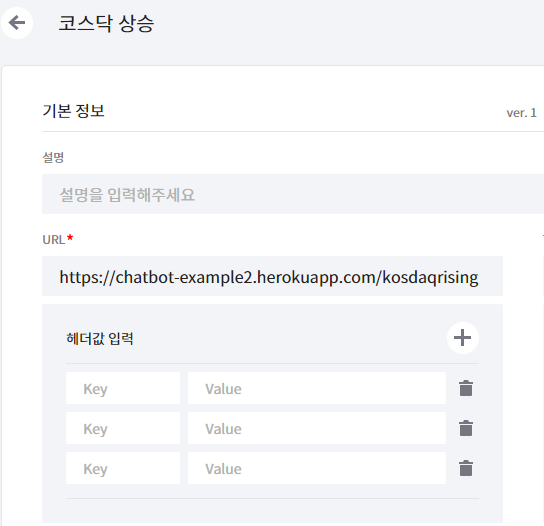 코스닥 상승
기본 정보
ver. 1
설명
설명을 입력해주세요
URL*
https://chatbot-example2.herokuapp.com/kosdaqrising
헤더값 입력
Key Value
Key Value
Key Value